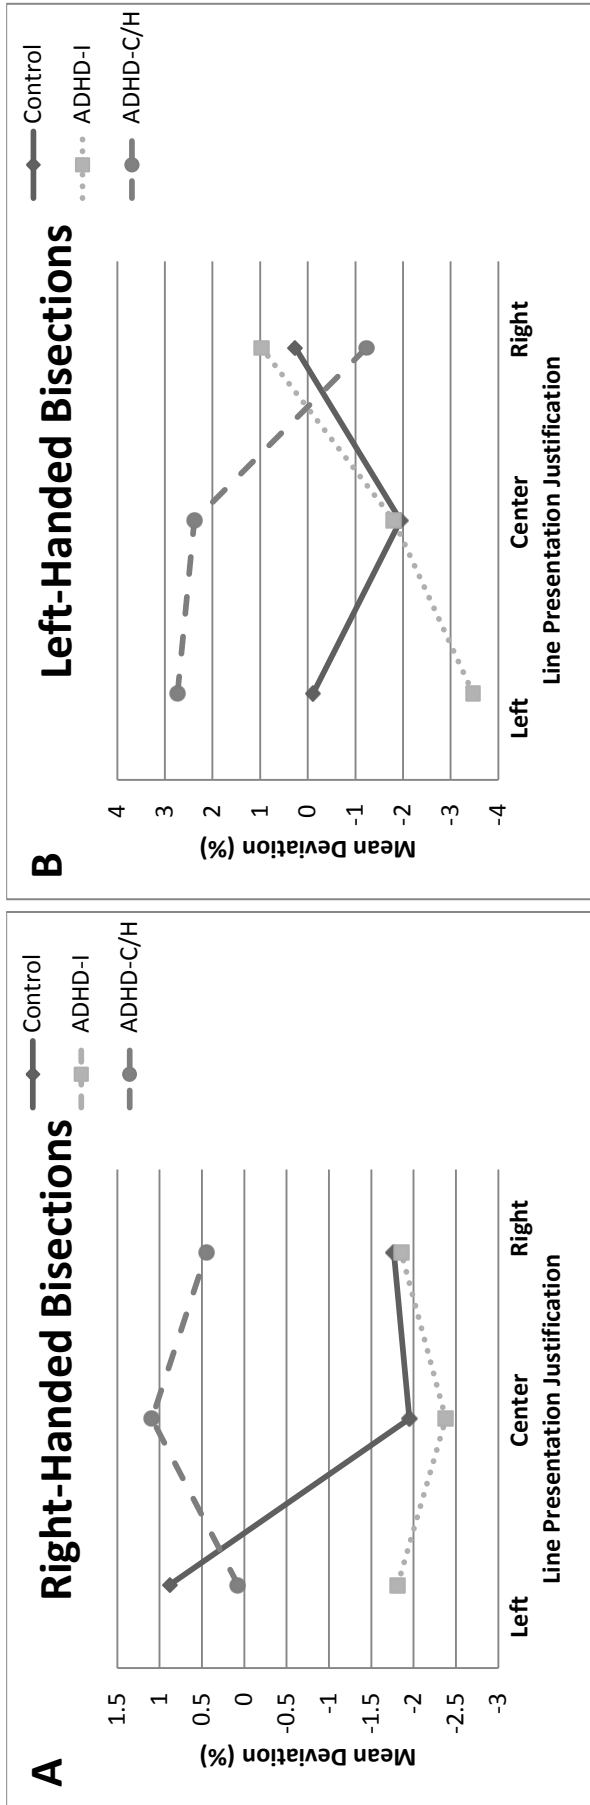 A
Right-Handed Bisections
Control
ADHD-I
ADHD-C/H
1.5
1
0.5
0
-0.5
-1
-1.5
-2
-2.5
-3
Mean Deviation (%)
Left Center Right
Line Presentation Justification
B
Left-Handed Bisections
Control
ADHD-I
ADHD-C/H
4
3
2
1
0
-1
-2
-3
-4
Mean Deviation (%)
Left Center Right
Line Presentation Justification